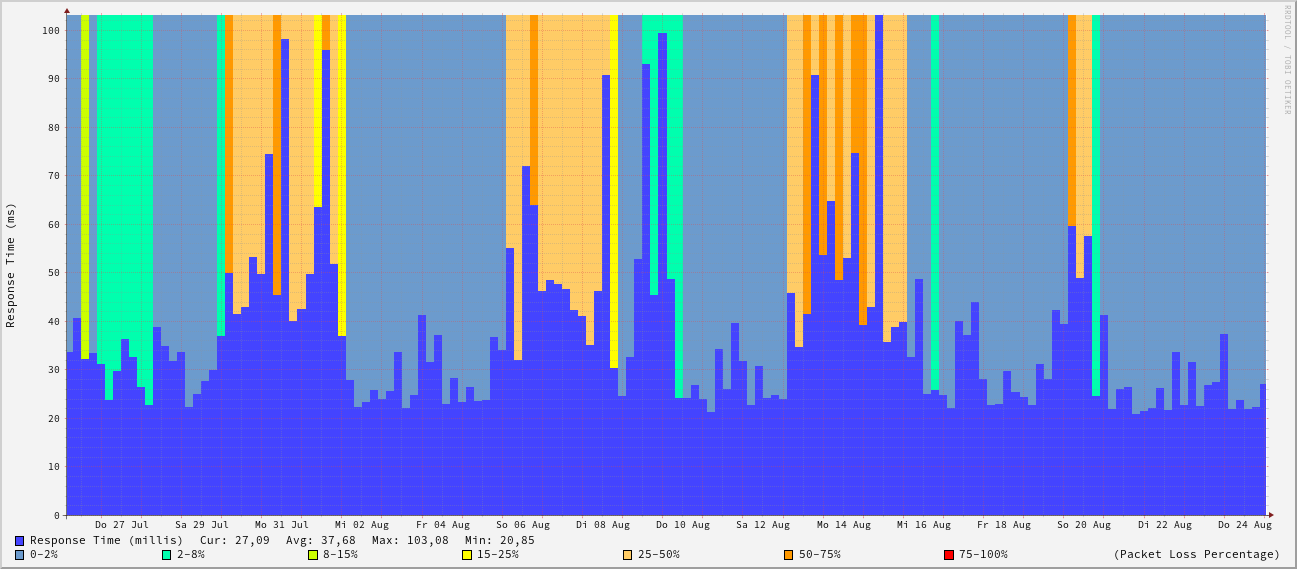 RRDTOOL / TOBI OETIKER
Response Time (ms)
100
90
80
70
60
50
40
30
20
10
0
Do 27 Jul Sa 29 Jul Mo 31 Jul Mi 02 Aug Fr 04 Aug So 06 Aug Di 08 Aug Do 10 Aug Sa 12 Aug Mo 14 Aug Mi 16 Aug Fr 18 Aug So 20 Aug Di 22 Aug Do 24 Aug
Response Time (millis) Cur: 27,09 Avg: 37,68 Max: 103,08 Min: 20,85
0-2% 2-8% 8-15% 15-25% 25-50% 50-75% 75-100% (Packet Loss Percentage)